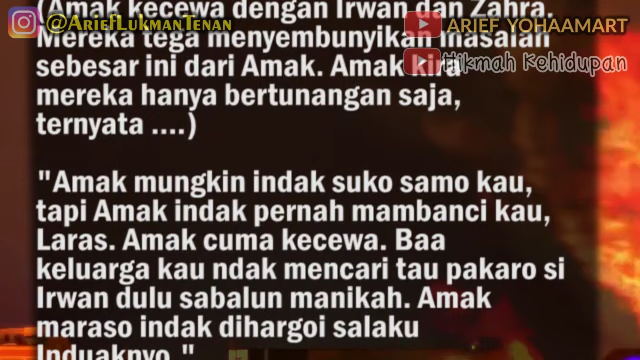 (Amak kecewa dengan Irwan dan Zahra.
@AriefLukmanTenan
ARIEF YOHAAMART
Mereka tega menyembunyikan masalah
sebesar ini dari Amak. Amak kira
Hikmah Kehidupan
mereka hanya bertunangan saja,
ternyata ....)
"Amak mungkin indak suko samo kau,
tapi Amak indak pernah mambanci kau,
Laras. Amak cuma kecewa. Baa
keluarga kau ndak mencari tau pakaro si
Irwan dulu sabalun manikah. Amak
maraso indak dihargoi salaku
Induaknyo."